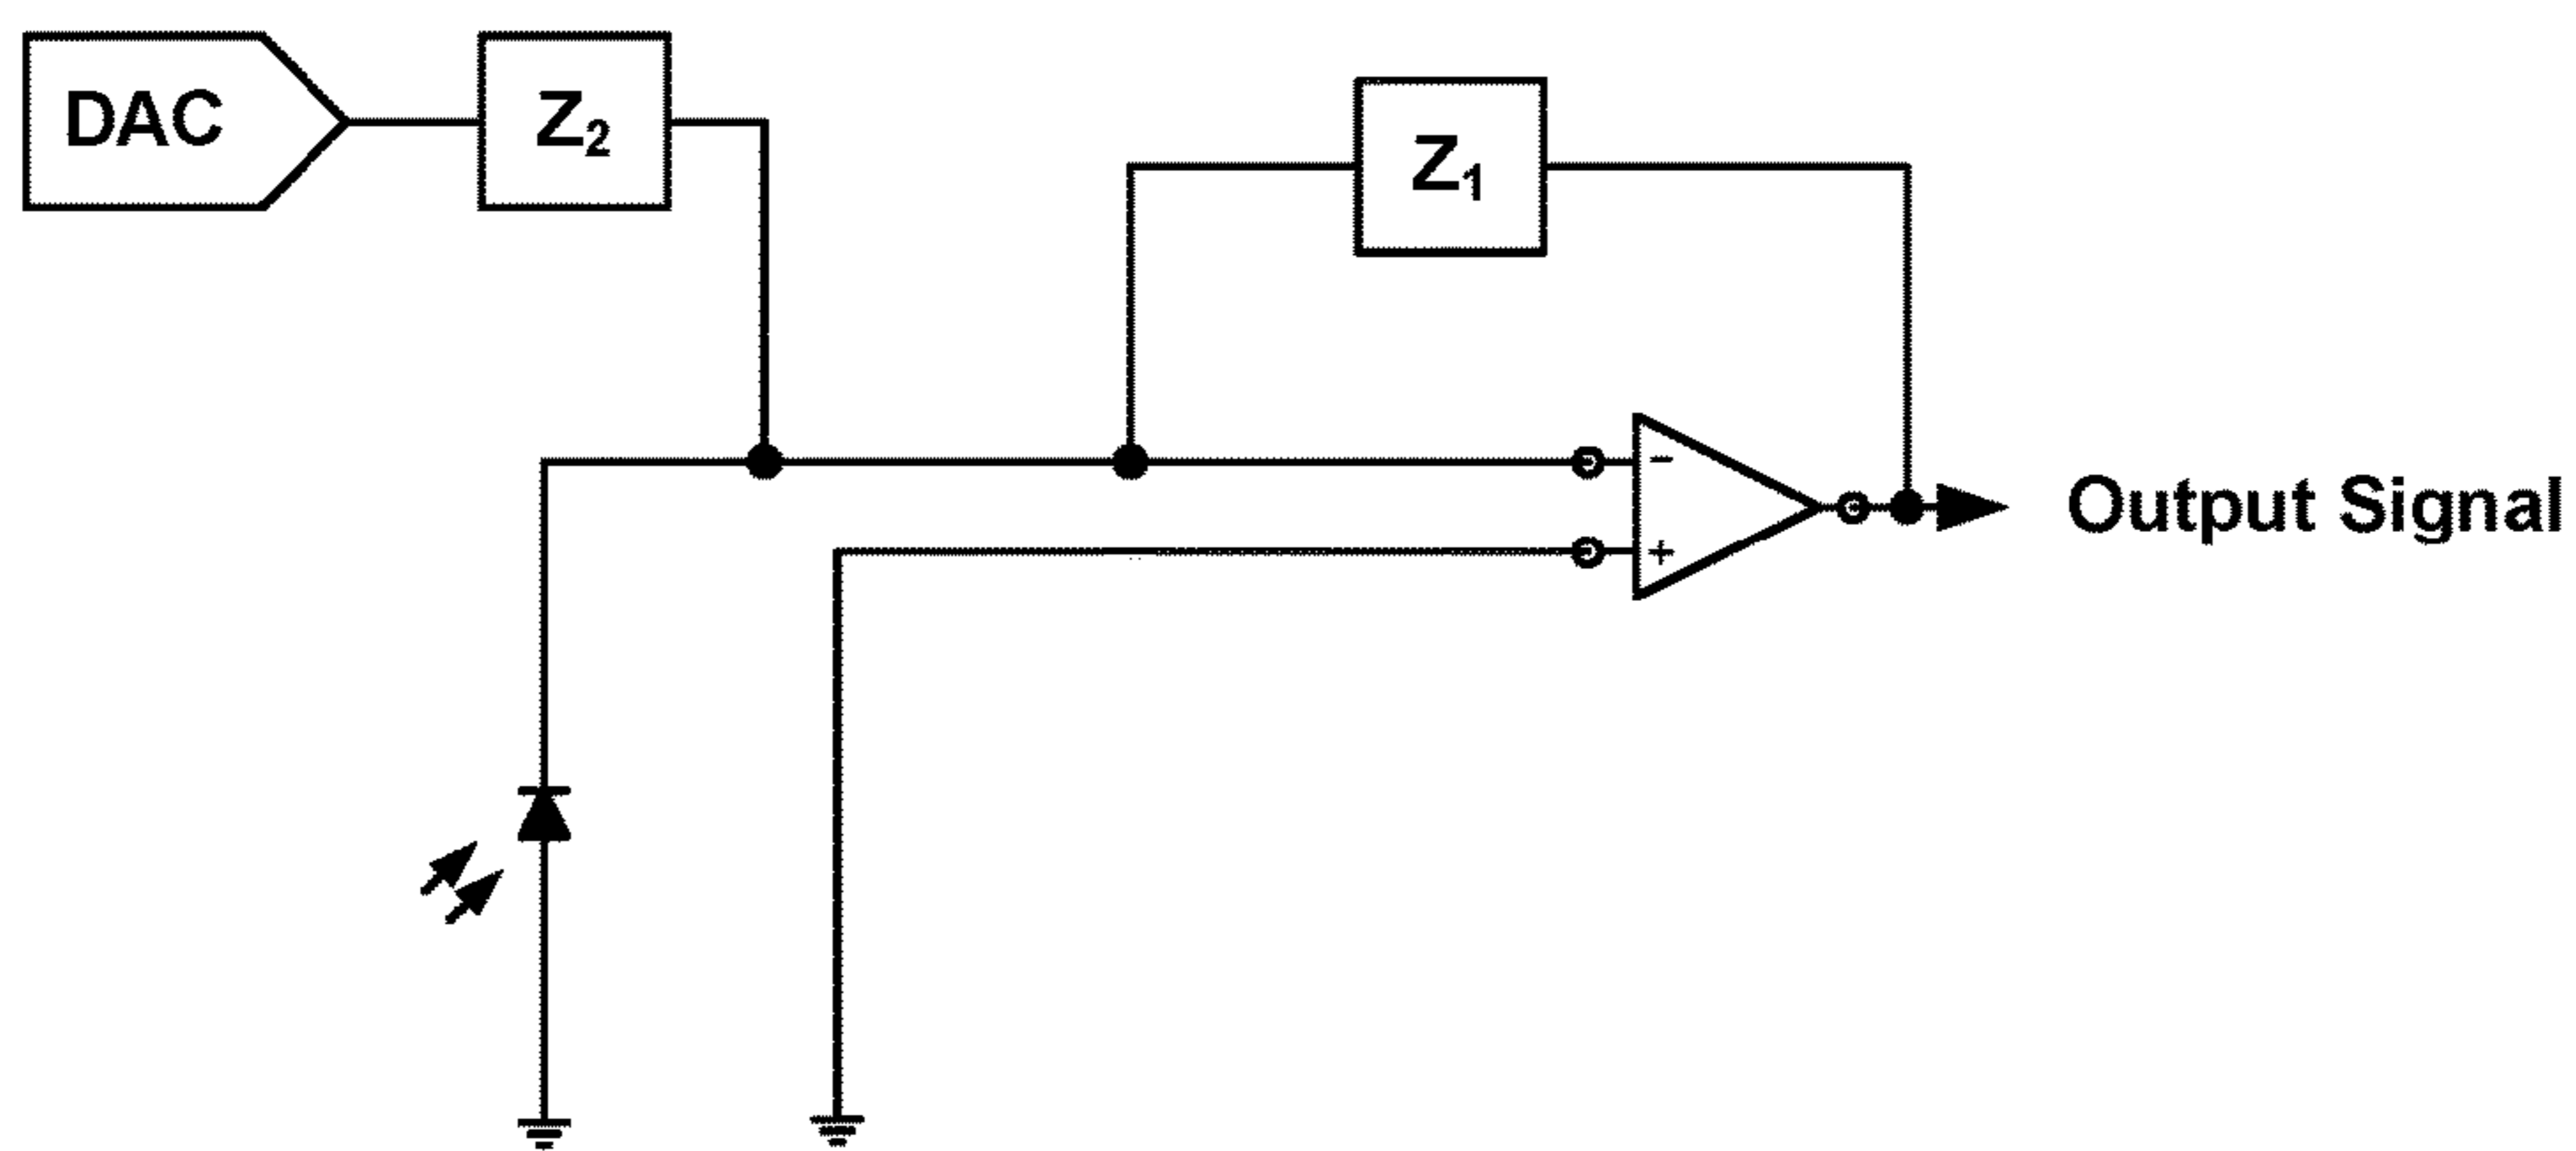 DAC
Z₂
Z₁
−
+
Output Signal